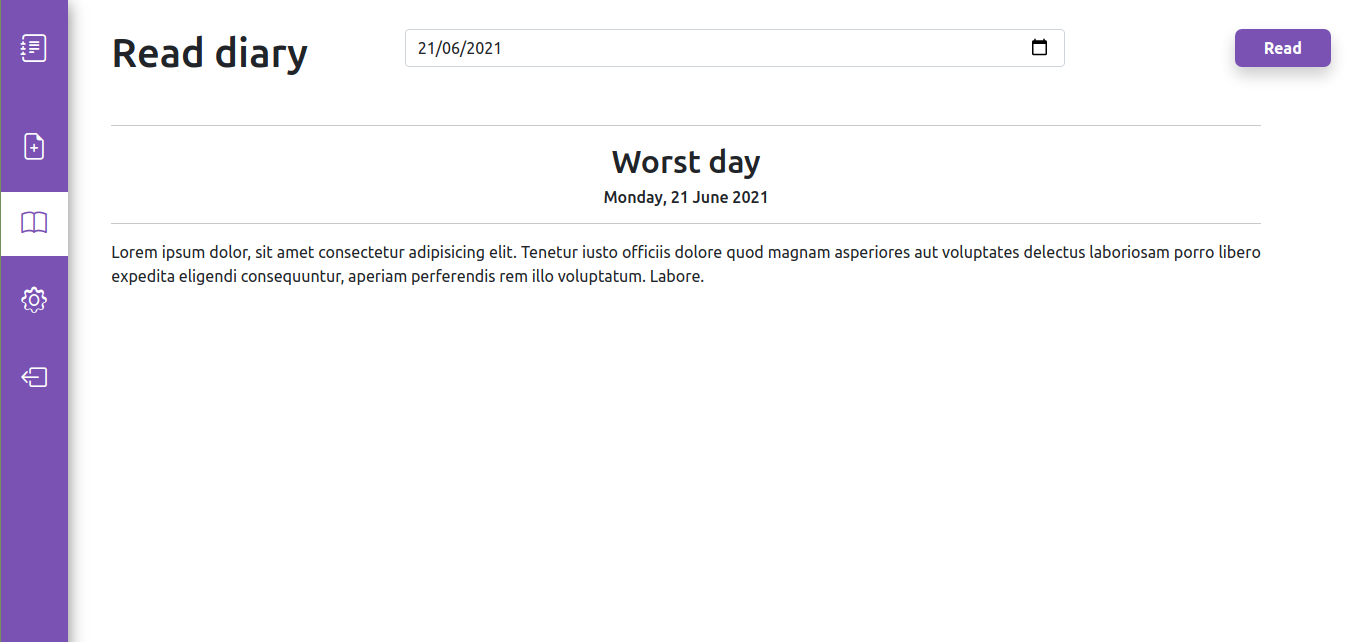 Read diary
21/06/2021
Read
Worst day
Monday, 21 June 2021
Lorem ipsum dolor, sit amet consectetur adipisicing elit. Tenetur iusto officiis dolore quod magnam asperiores aut voluptates delectus laboriosam porro libero
expedita eligendi consequuntur, aperiam perferendis rem illo voluptatum. Labore.